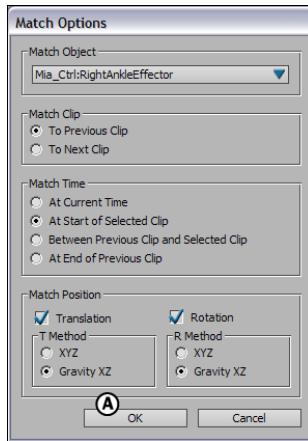 Match Options
Match Object
Mia_Ctrl:RightAnkleEffector
Match Clip
To Previous Clip
To Next Clip
Match Time
At Current Time
At Start of Selected Clip
Between Previous Clip and Selected Clip
At End of Previous Clip
Match Position
Translation Rotation
T Method R Method
XYZ XYZ
Gravity XZ Gravity XZ
A
OK Cancel